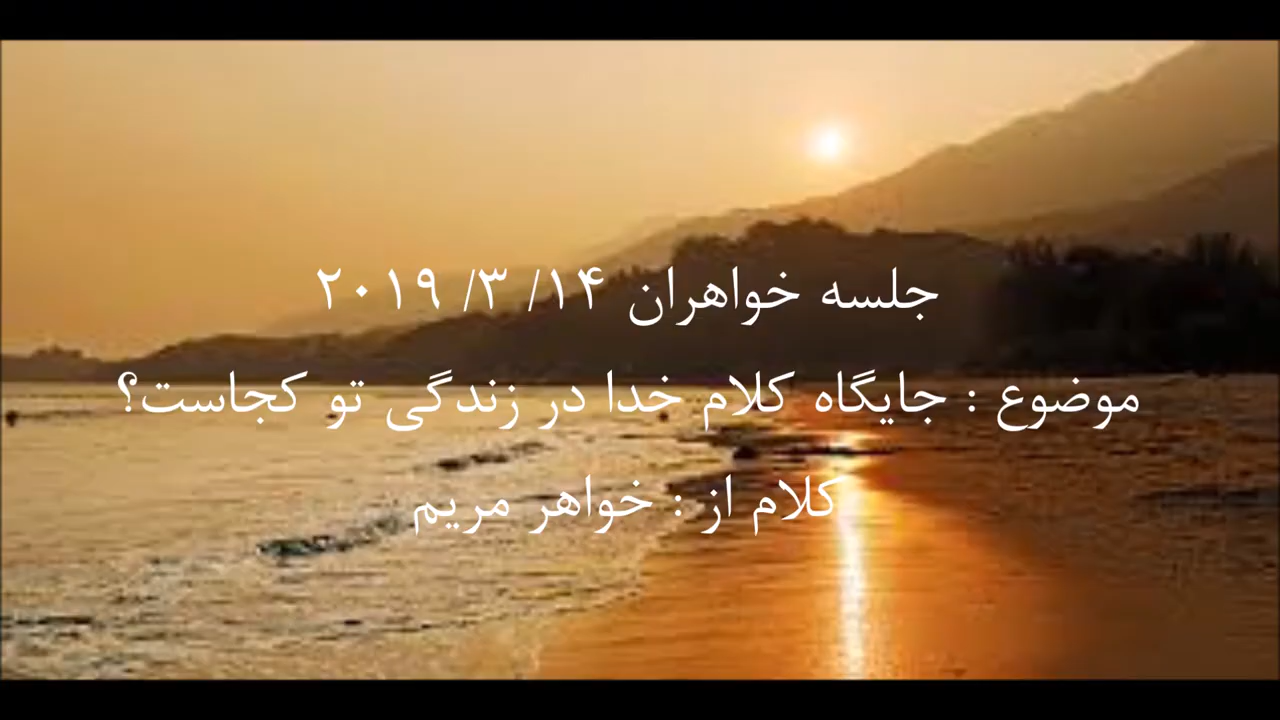 جلسه خواهران ۱۴/ ۳/ ۲۰۱۹
موضوع : جایگاه کلام خدا در زندگی تو کجاست؟
کلام از : خواهر مریم